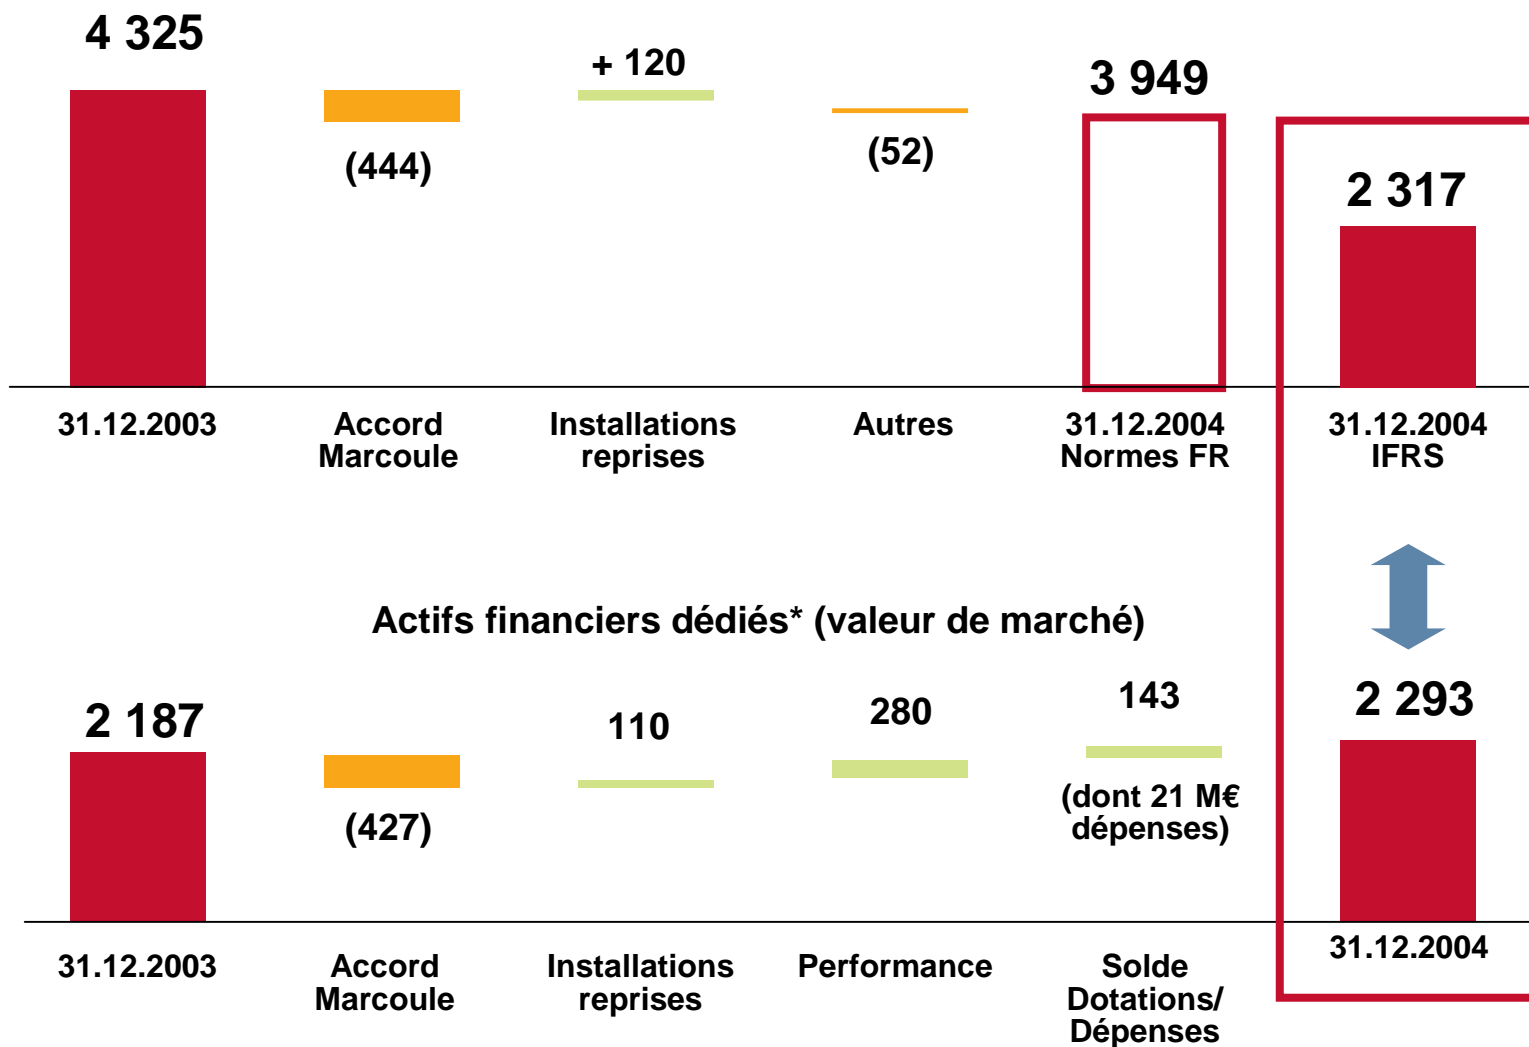 4 325
(444)
+ 120
(52)
3 949
2 317
31.12.2003
Accord
Marcoule
Installations
reprises
Autres
31.12.2004
Normes FR
31.12.2004
IFRS
Actifs financiers dédiés* (valeur de marché)
2 187
(427)
110
280
143
(dont 21 M€
dépenses)
2 293
31.12.2003
Accord
Marcoule
Installations
reprises
Performance
Solde
Dotations/
Dépenses
31.12.2004